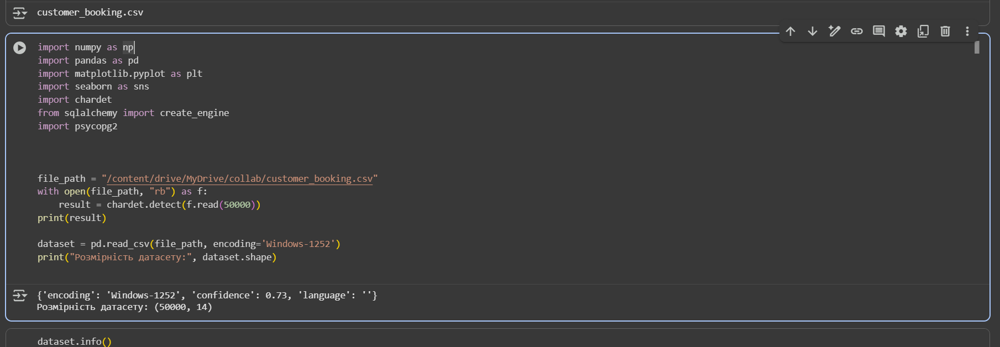 customer_booking.csv
import numpy as np
import pandas as pd
import matplotlib.pyplot as plt
import seaborn as sns
import chardet
from sqlalchemy import create_engine
import psycopg2
file_path = "/content/drive/MyDrive/collab/customer_booking.csv"
with open(file_path, "rb") as f:
    result = chardet.detect(f.read(50000))
print(result)
dataset = pd.read_csv(file_path, encoding='Windows-1252')
print("Розмірність датасету:", dataset.shape)
{'encoding': 'Windows-1252', 'confidence': 0.73, 'language': ''}
Розмірність датасету: (50000, 14)
dataset.info()